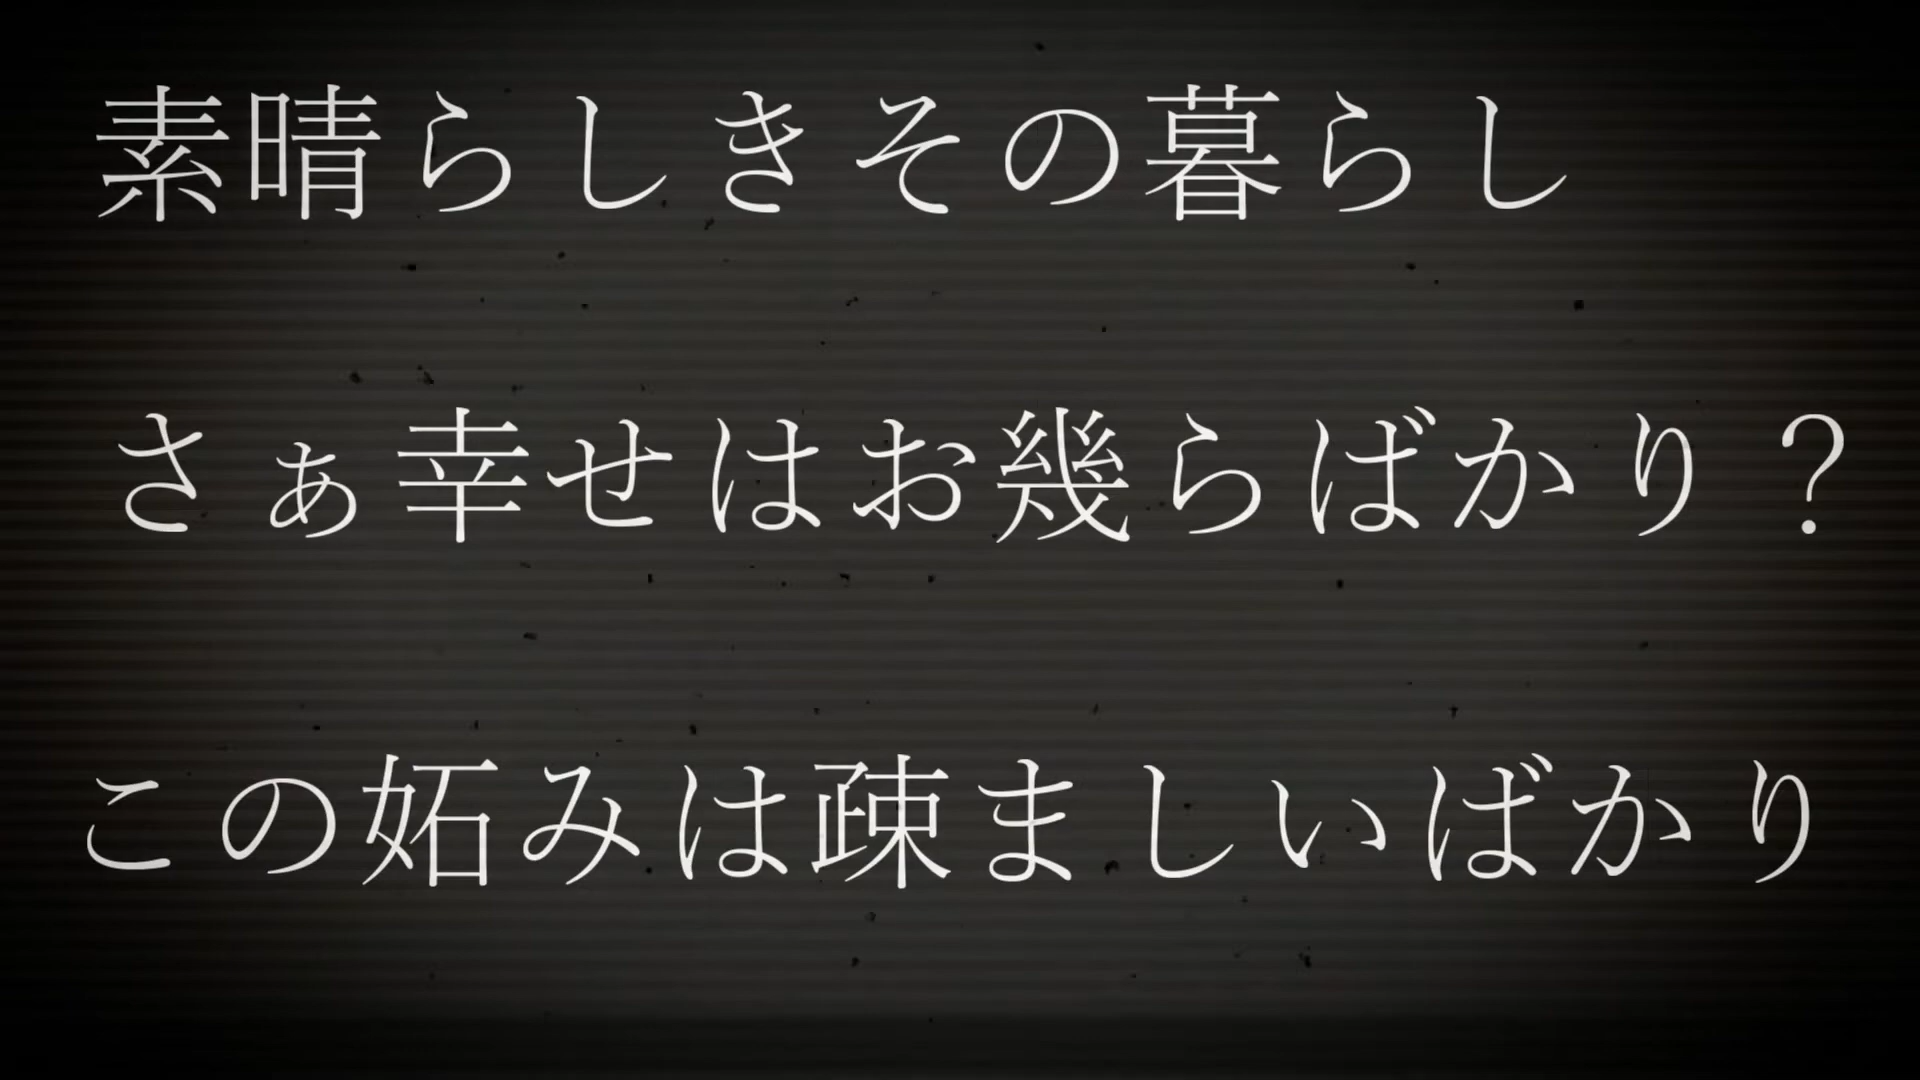 素晴らしきその暮らし
さぁ幸せはお幾らばかり？
この妬みは疎ましいばかり